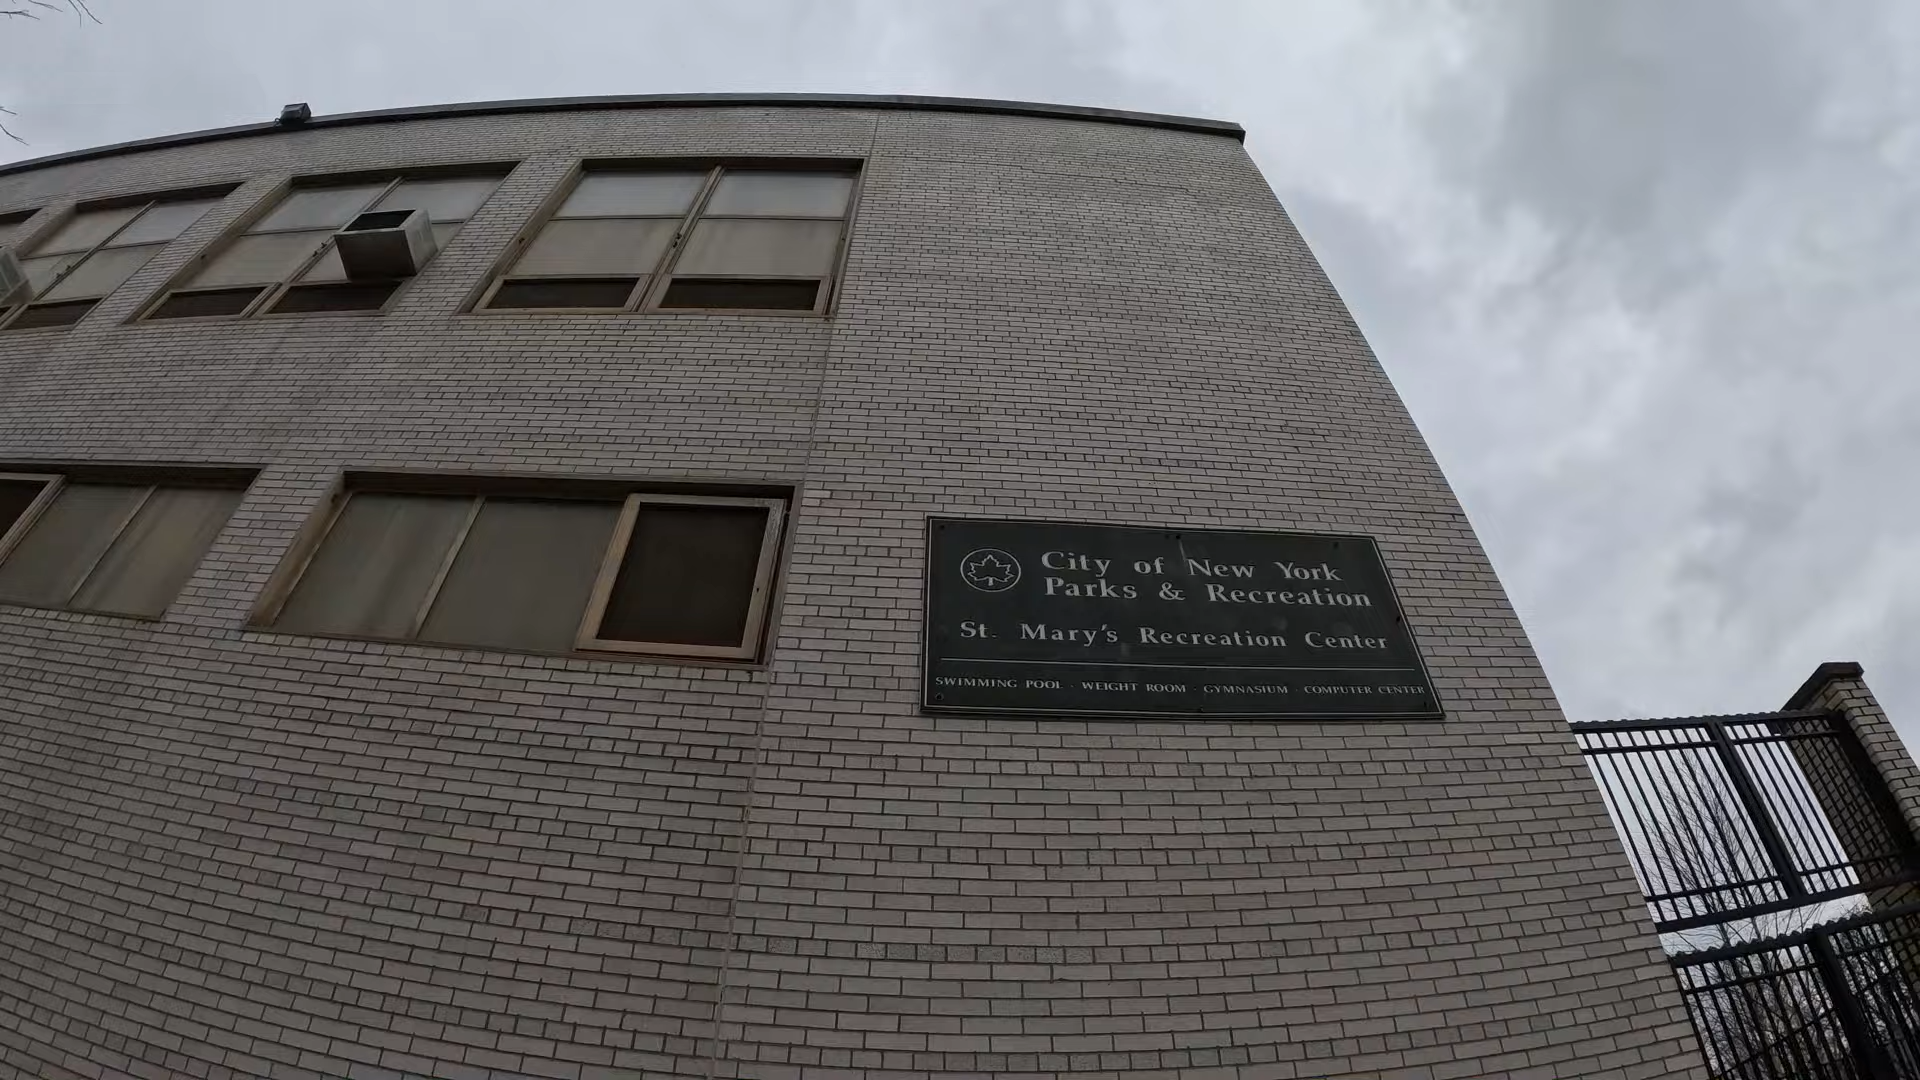 City of New York
Parks & Recreation
St. Mary's Recreation Center
SWIMMING POOL · WEIGHT ROOM · GYMNASIUM · COMPUTER CENTER